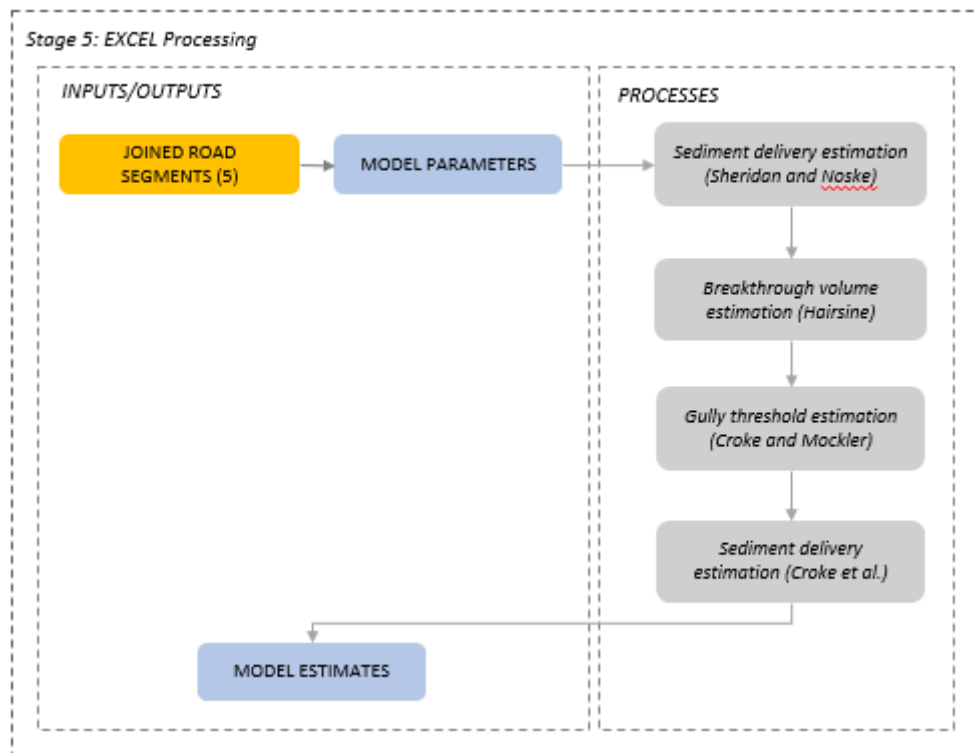 Stage 5: EXCEL Processing
INPUTS/OUTPUTS
JOINED ROAD
SEGMENTS (5)
MODEL PARAMETERS
MODEL ESTIMATES
PROCESSES
Sediment delivery estimation
(Sheridan and Noske)
Breakthrough volume
estimation (Hairsine)
Gully threshold estimation
(Croke and Mockler)
Sediment delivery
estimation (Croke et al.)